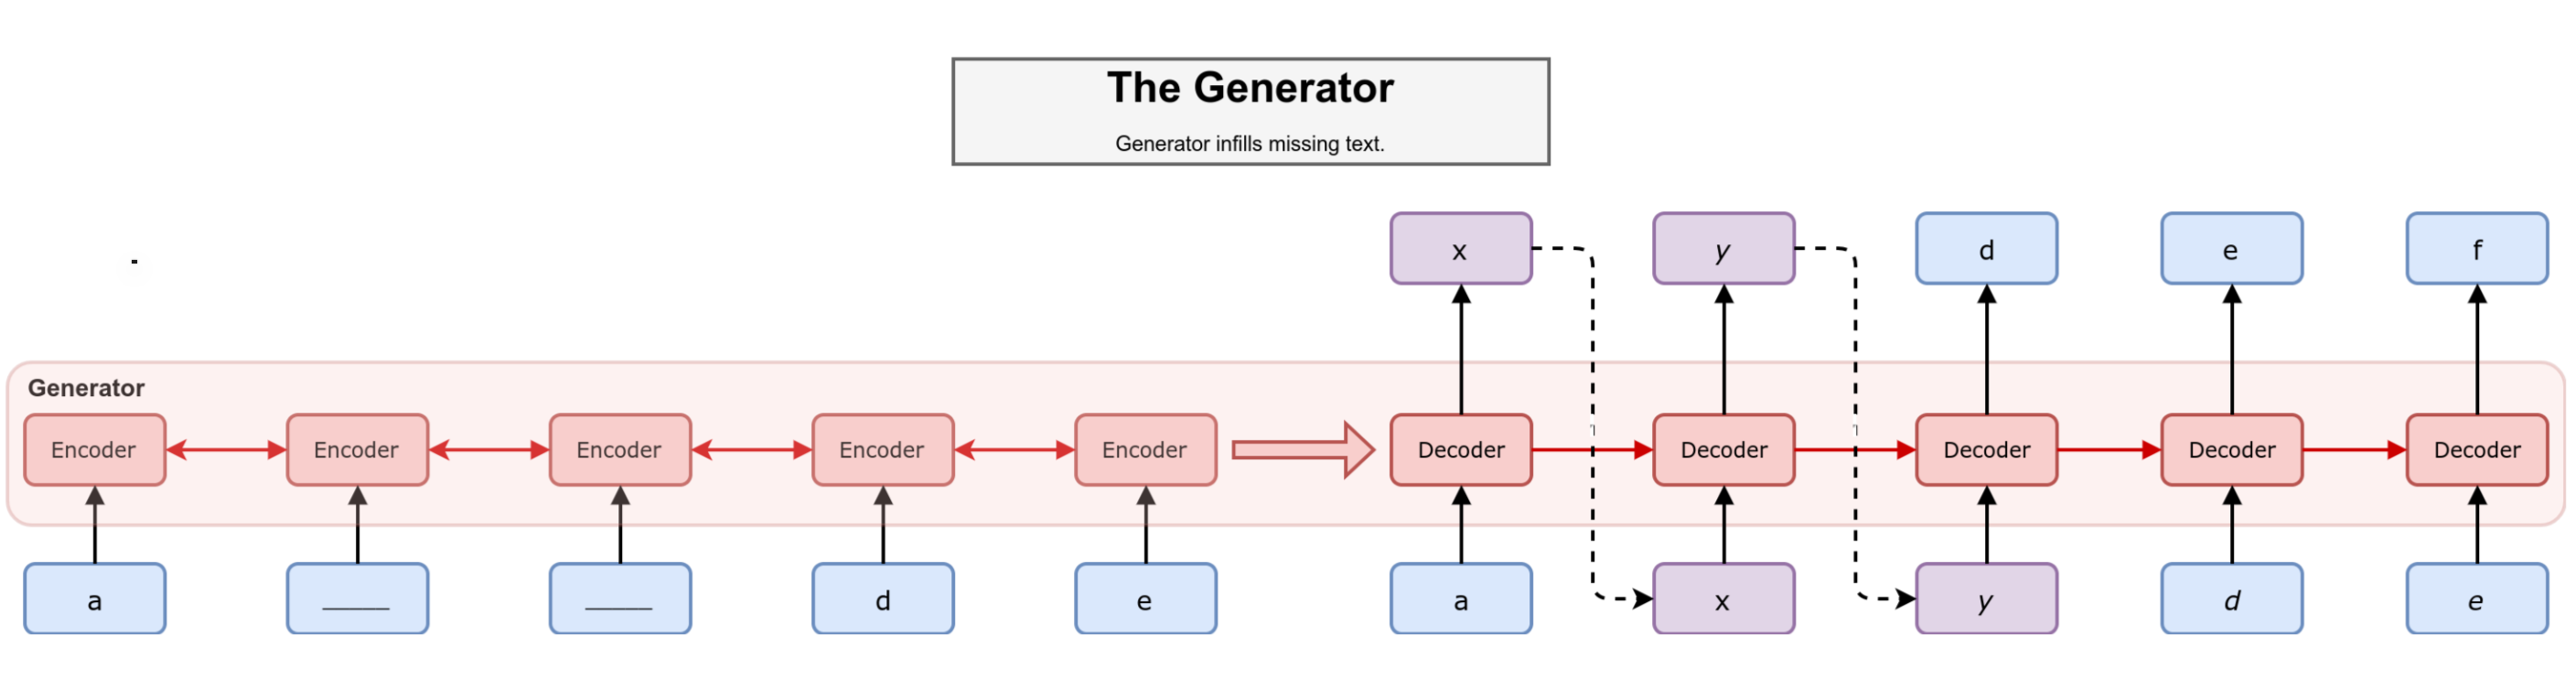 The Generator
Generator infills missing text.
x y d e f
Generator
Encoder Encoder Encoder Encoder Encoder Decoder Decoder Decoder Decoder Decoder
a _____ _____ d e a x y d e